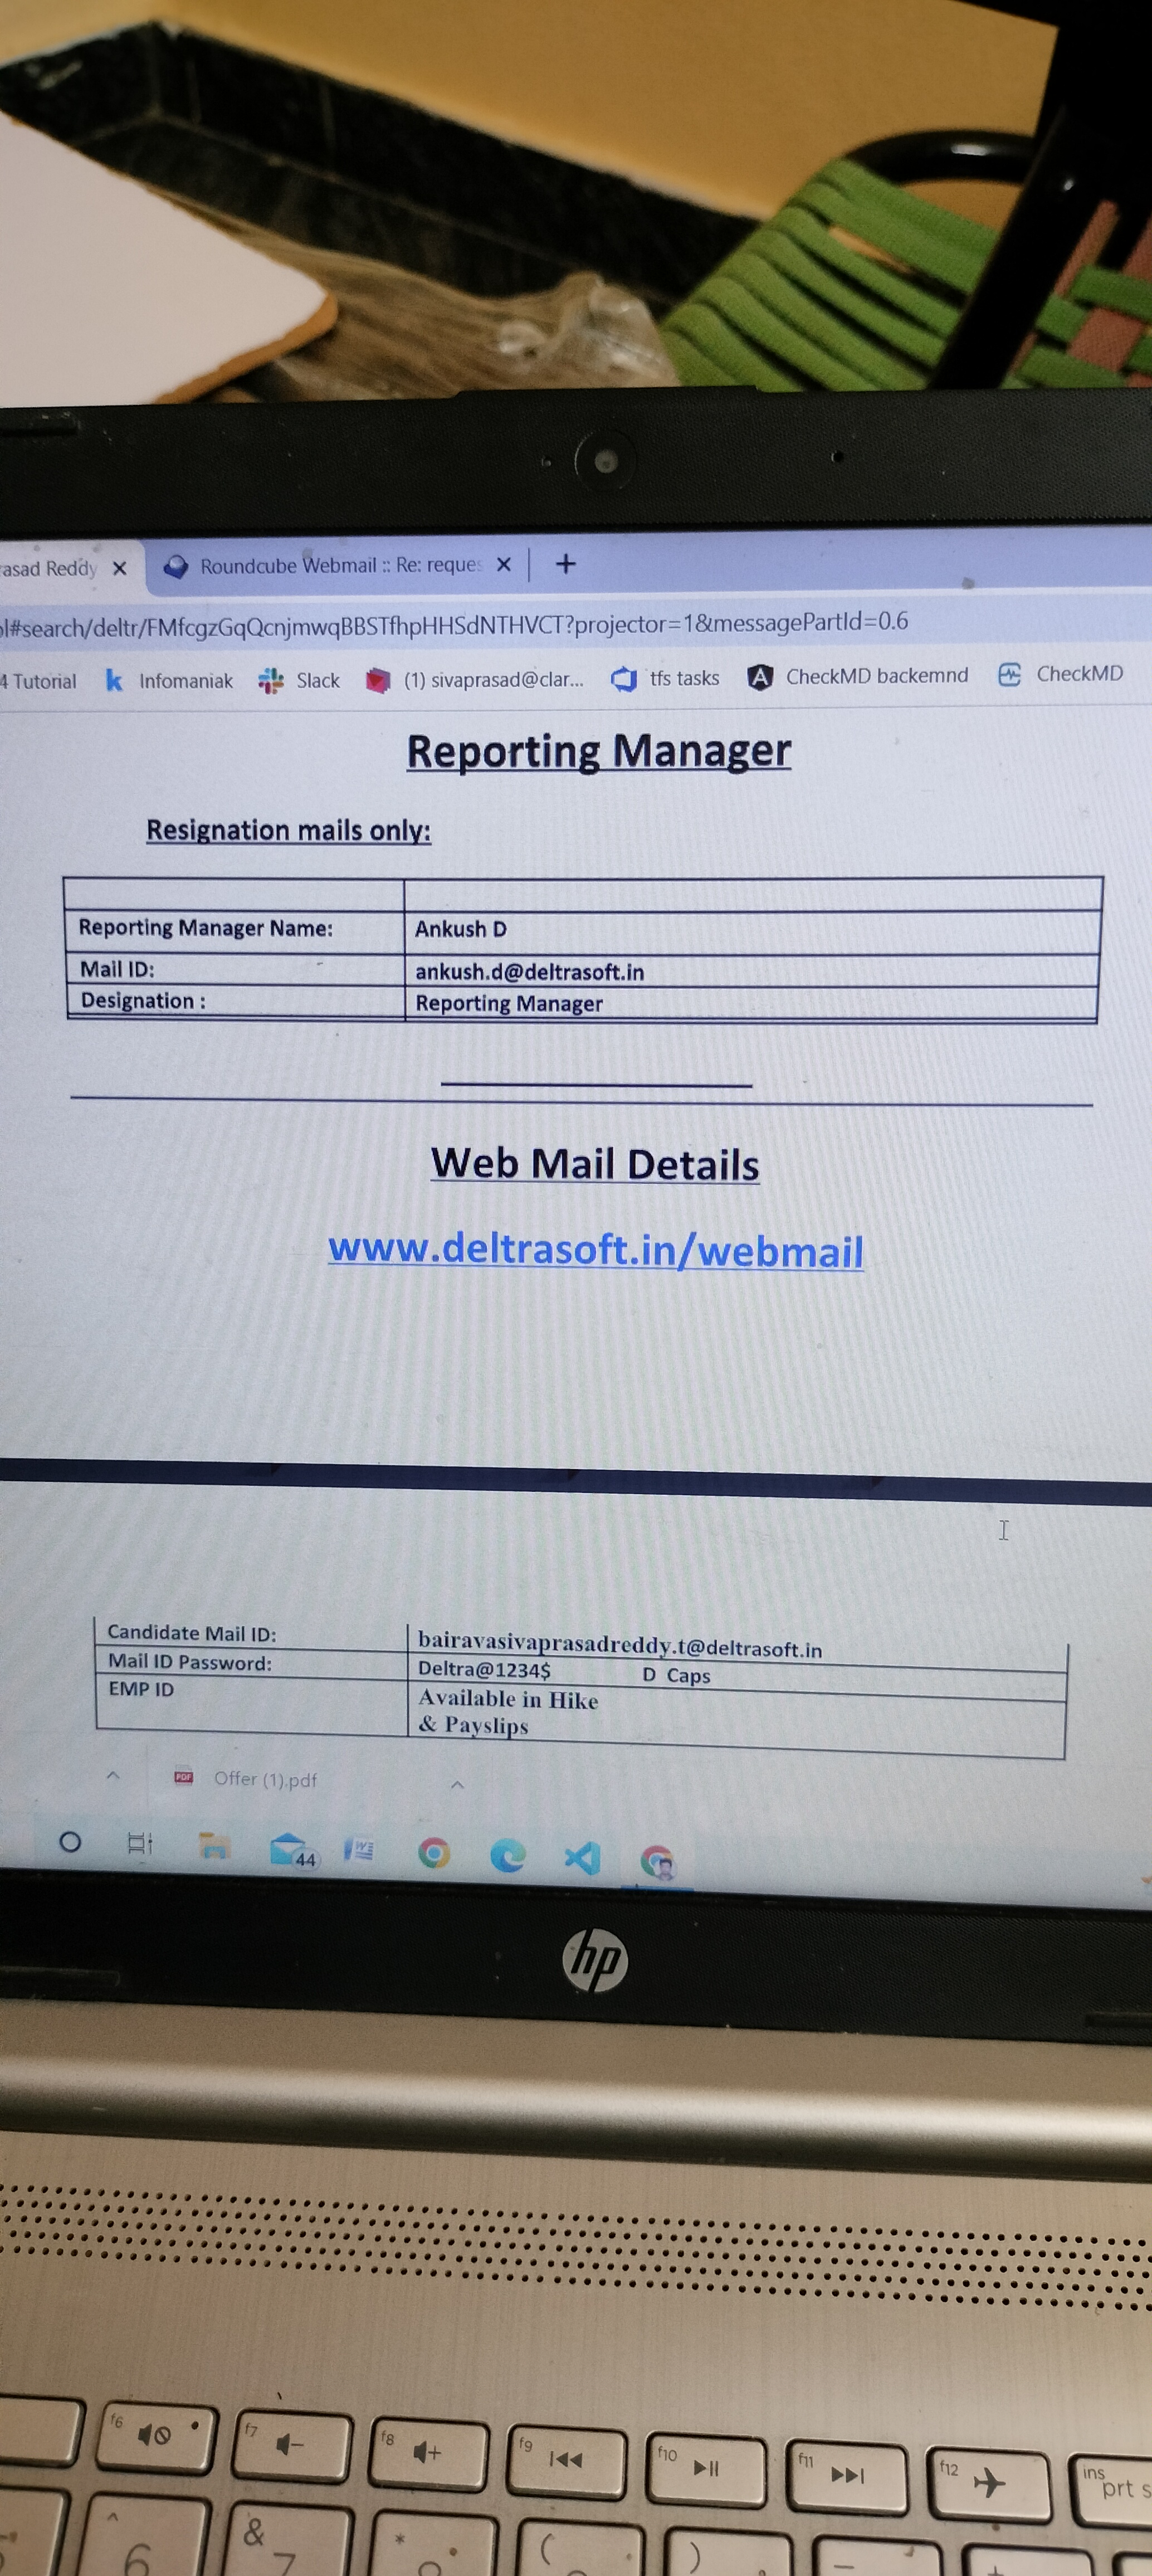 asad Reddy × Roundcube Webmail :: Re: reques × +
ol#search/deltr/FMfcgzGqQcnjmwqBBSTfhpHHSdNTHVCT?projector=1&messagePartId=0.6
4 Tutorial k Infomaniak Slack (1) sivaprasad@clar... tfs tasks A CheckMD backemnd CheckMD
Reporting Manager
Resignation mails only:
Reporting Manager Name: Ankush D
Mail ID: ankush.d@deltrasoft.in
Designation : Reporting Manager
Web Mail Details
www.deltrasoft.in/webmail
Candidate Mail ID: bairavasivaprasadreddy.t@deltrasoft.in
Mail ID Password: Deltra@1234$ D Caps
EMP ID Available in Hike
& Payslips
PDF Offer (1).pdf
44
hp
f6 f7 f8 f9 f10 f11 f12 ins
prt s
^ & * ( ) _ +
6 7